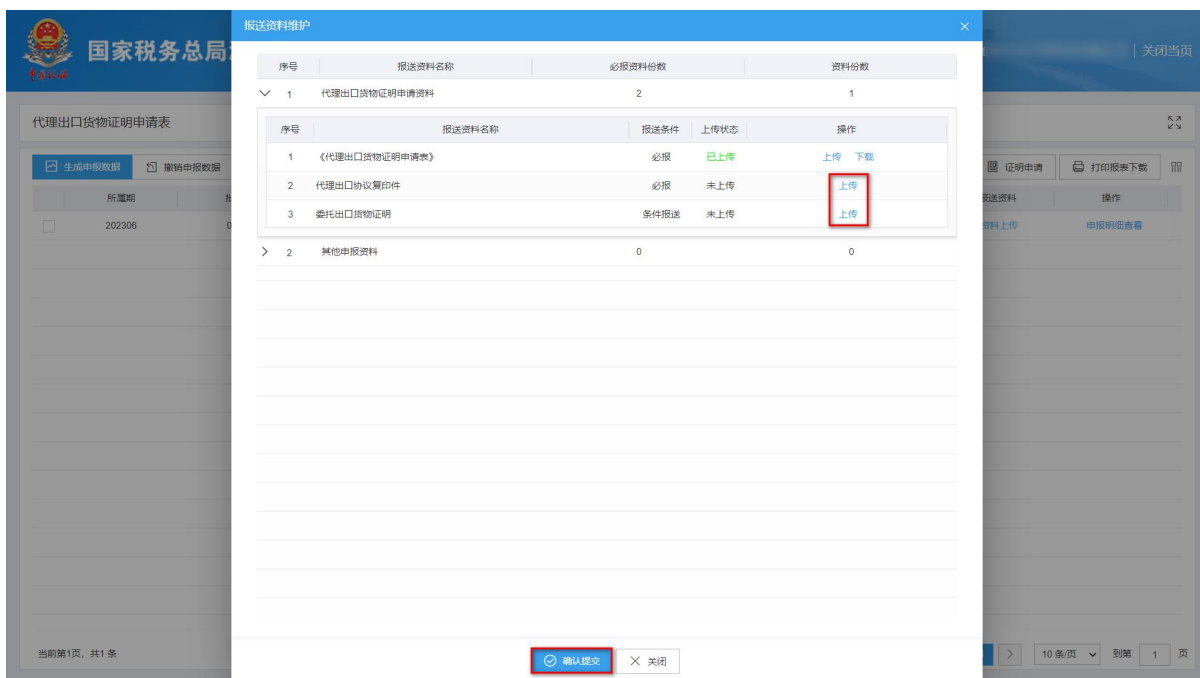 报送资料维护
国家税务总局
关闭当页
序号 报送资料名称 必报资料份数 资料份数
1 代理出口货物证明申请资料 2 1
代理出口货物证明申请表
序号 报送资料名称 报送条件 上传状态 操作
1 《代理出口货物证明申请表》 必报 已上传 上传 下载
生成申报数据 撤销申报数据 证明申请 打印报表下载
2 代理出口协议复印件 必报 未上传 上传
所属期 报送资料 操作
3 委托出口货物证明 条件报送 未上传 上传
202306 资料上传 申报明细查看
2 其他申报资料 0 0
当前第1页，共1 条 10 条/页 到第 1 页
确认提交 关闭